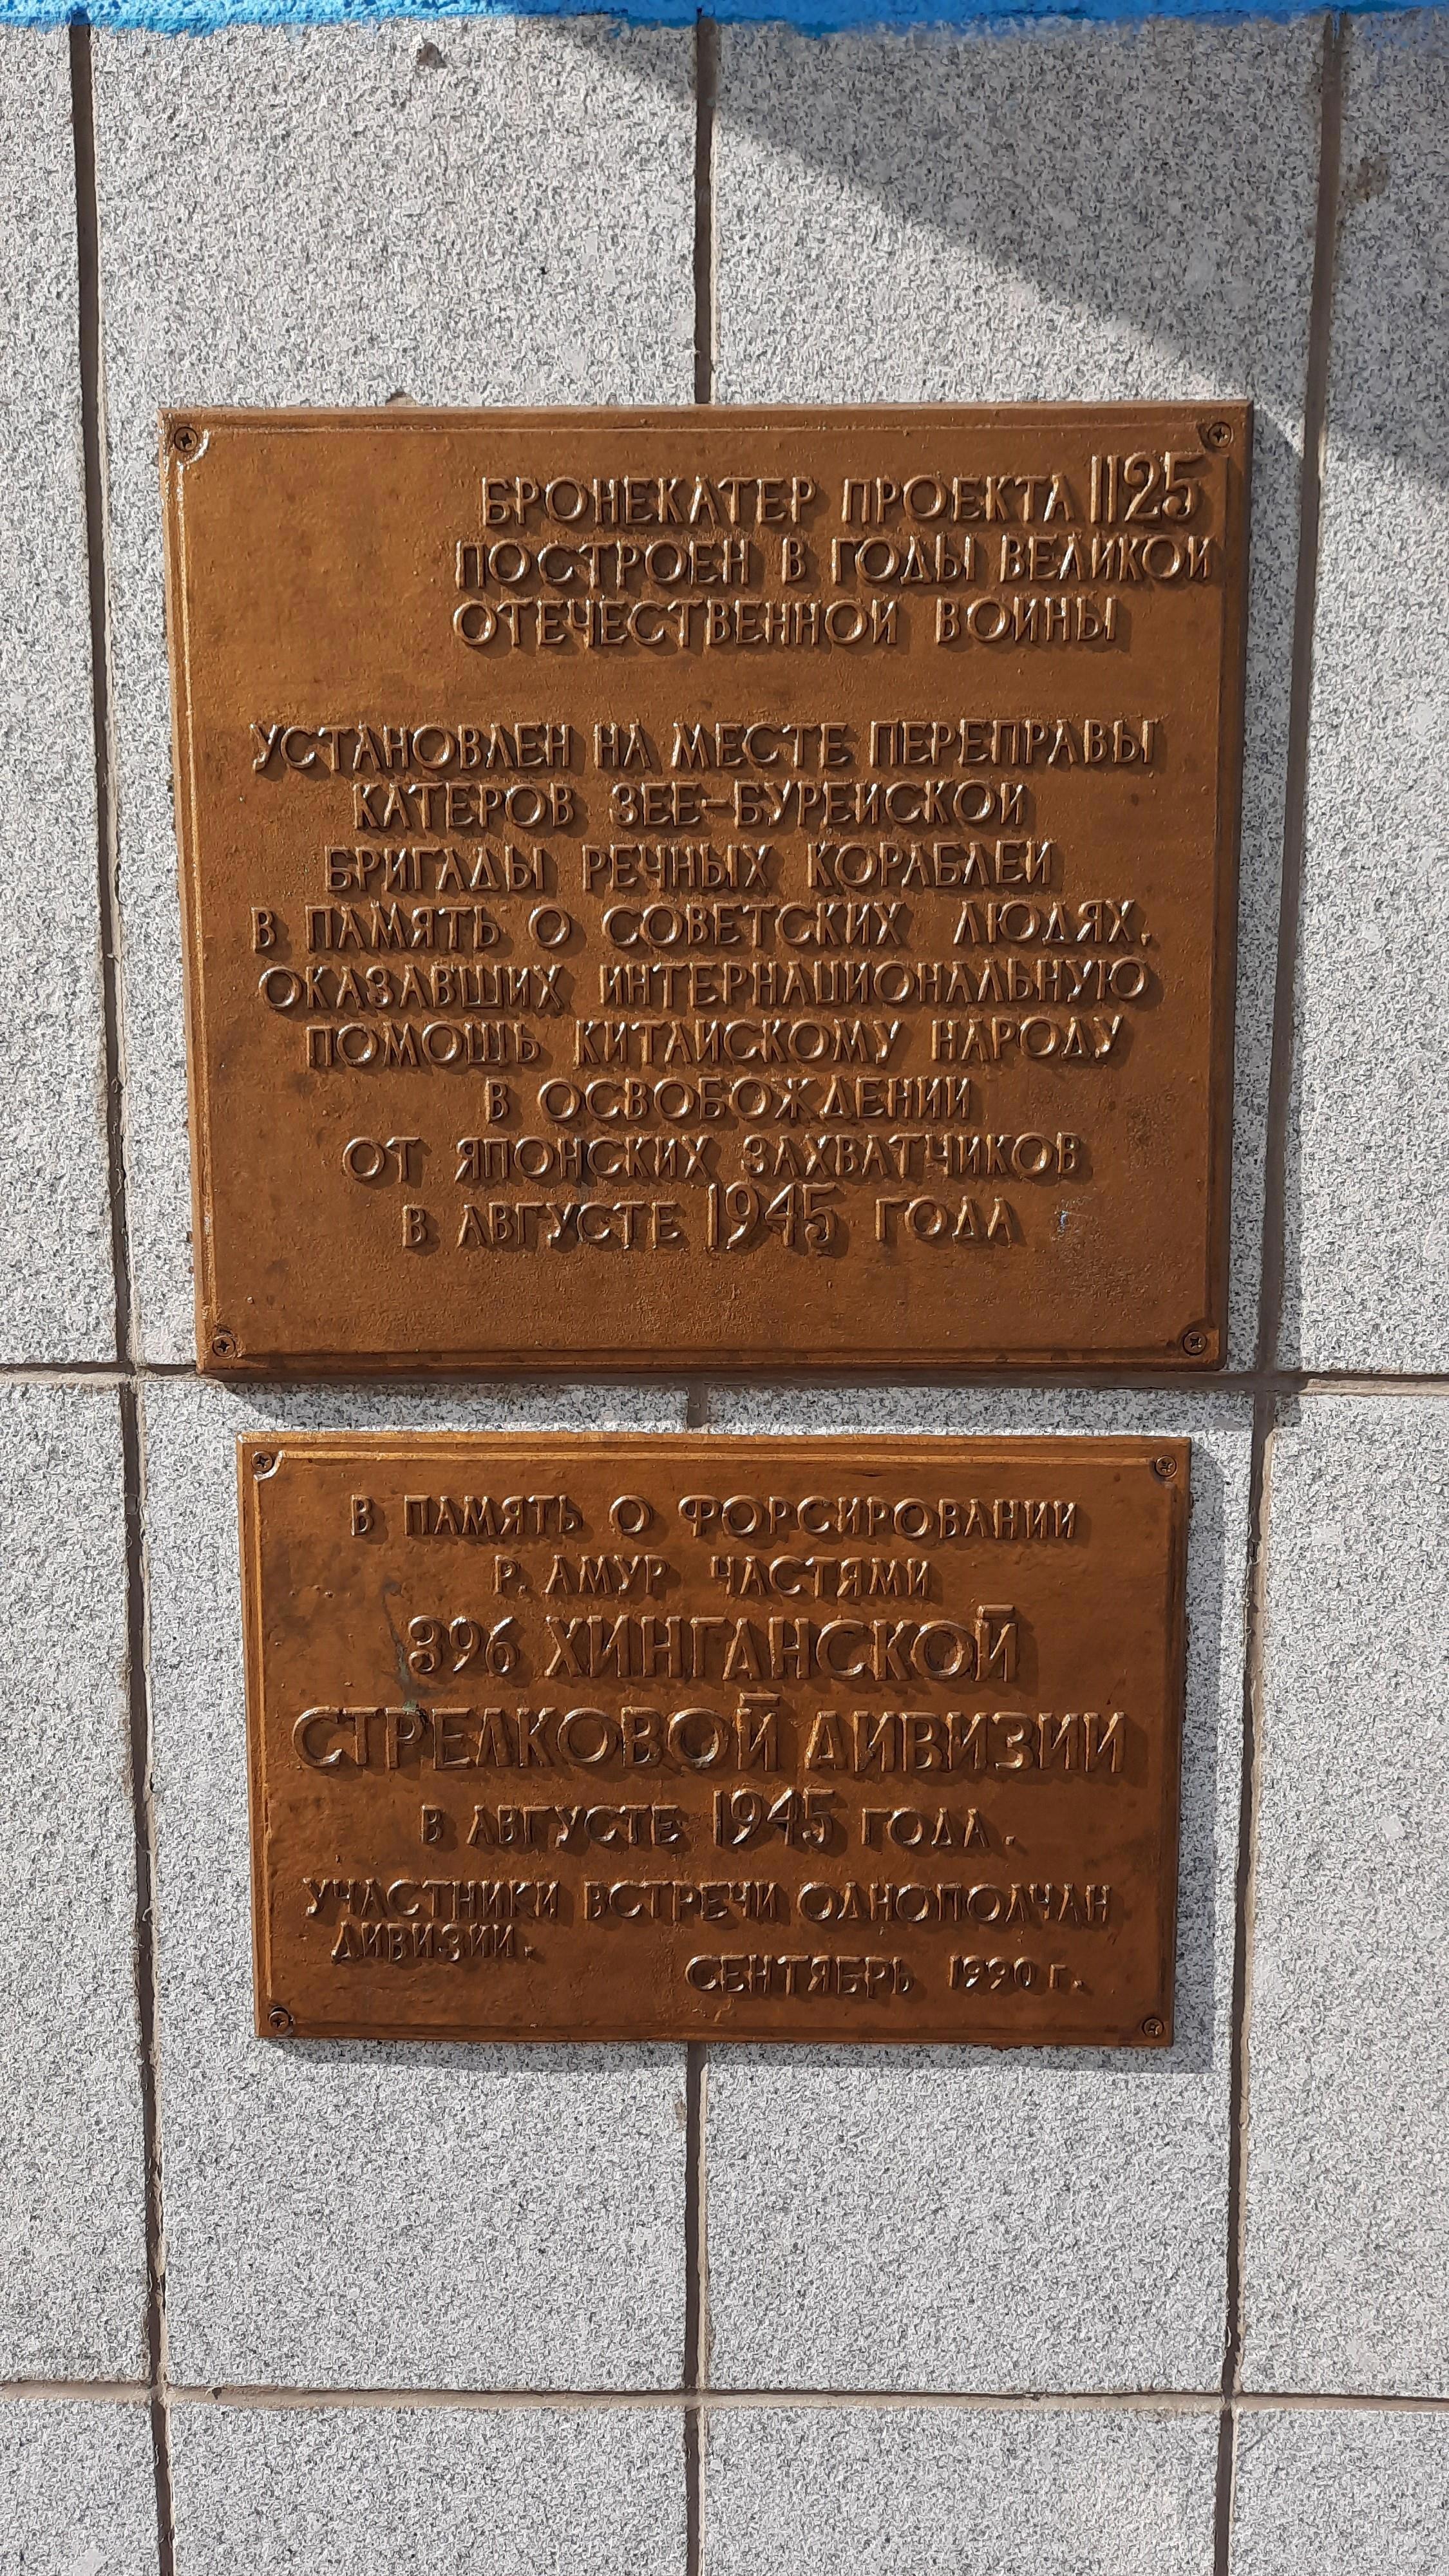 БРОНЕКАТЕР ПРОЕКТА 1125
ПОСТРОЕН В ГОДЫ ВЕЛИКОЙ
ОТЕЧЕСТВЕННОЙ ВОЙНЫ
УСТАНОВЛЕН НА МЕСТЕ ПЕРЕПРАВЫ
КАТЕРОВ ЗЕЕ-БУРЕЙСКОЙ
БРИГАДЫ РЕЧНЫХ КОРАБЛЕЙ
В ПАМЯТЬ О СОВЕТСКИХ ЛЮДЯХ,
ОКАЗАВШИХ ИНТЕРНАЦИОНАЛЬНУЮ
ПОМОЩЬ КИТАЙСКОМУ НАРОДУ
В ОСВОБОЖДЕНИИ
ОТ ЯПОНСКИХ ЗАХВАТЧИКОВ
В АВГУСТЕ 1945 ГОДА
В ПАМЯТЬ О ФОРСИРОВАНИИ
Р. АМУР ЧАСТЯМИ
396 ХИНГАНСКОЙ
СТРЕЛКОВОЙ ДИВИЗИИ
В АВГУСТЕ 1945 ГОДА.
УЧАСТНИКИ ВСТРЕЧИ ОДНОПОЛЧАН
ДИВИЗИИ.
СЕНТЯБРЬ 1990 г.